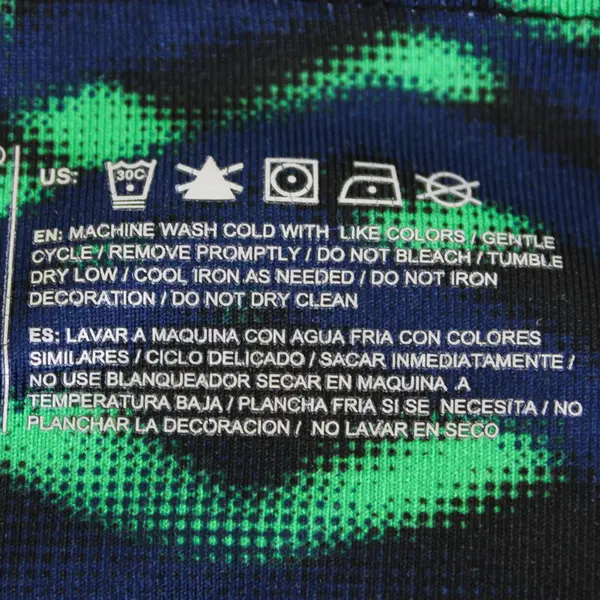 US: 30C
EN: MACHINE WASH COLD WITH LIKE COLORS / GENTLE
CYCLE / REMOVE PROMPTLY / DO NOT BLEACH / TUMBLE
DRY LOW / COOL IRON AS NEEDED / DO NOT IRON
DECORATION / DO NOT DRY CLEAN
ES: LAVAR A MAQUINA CON AGUA FRIA CON COLORES
SIMILARES / CICLO DELICADO / SACAR INMEDIATAMENTE /
NO USE BLANQUEADOR SECAR EN MAQUINA A
TEMPERATURA BAJA / PLANCHA FRIA SI SE NECESITA / NO
PLANCHAR LA DECORACION / NO LAVAR EN SECO